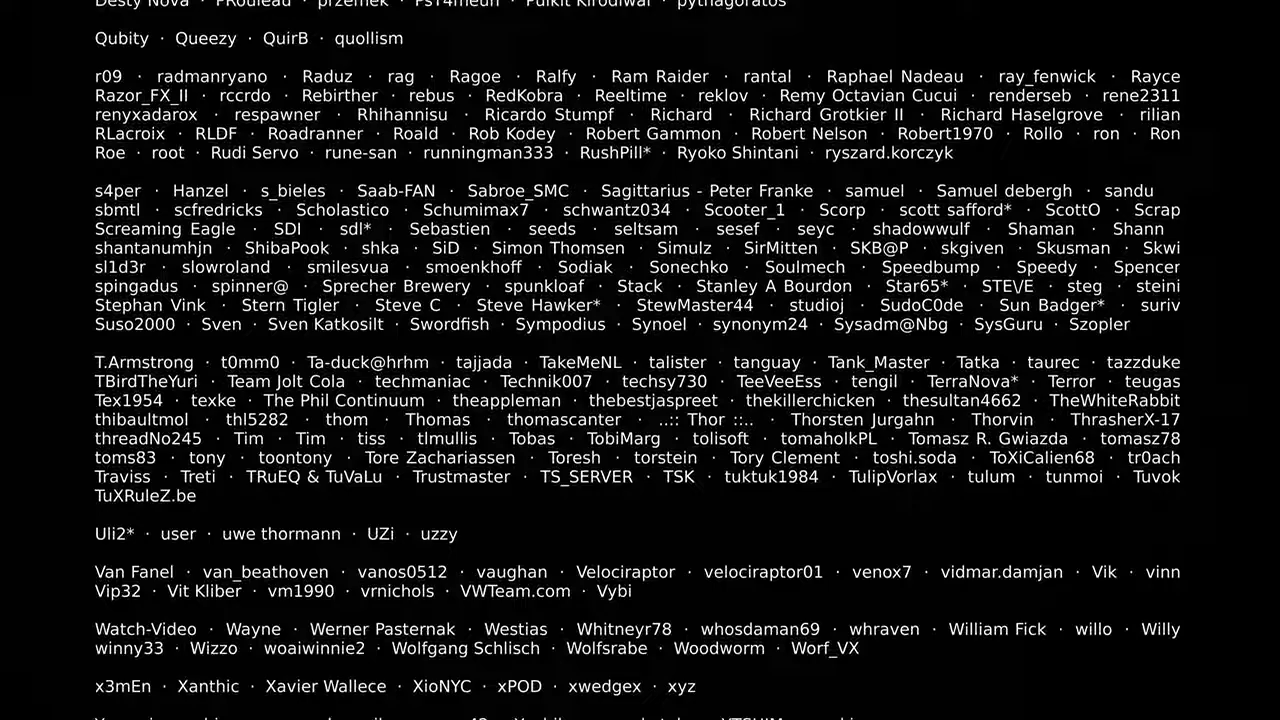 Desty Nova · PRouleau · przemek · PsT4meun · Pulkit Kirodiwal · pythagoratos
Qubity · Queezy · QuirB · quollism
r09 · radmanryano · Raduz · rag · Ragoe · Ralfy · Ram Raider · rantal · Raphael Nadeau · ray_fenwick · Rayce
Razor_FX_II · rccrdo · Rebirther · rebus · RedKobra · Reeltime · reklov · Remy Octavian Cucui · renderseb · rene2311
renyxadarox · respawner · Rhihannisu · Ricardo Stumpf · Richard · Richard Grotkier II · Richard Haselgrove · rilian
RLacroix · RLDF · Roadranner · Roald · Rob Kodey · Robert Gammon · Robert Nelson · Robert1970 · Rollo · ron · Ron
Roe · root · Rudi Servo · rune-san · runningman333 · RushPill* · Ryoko Shintani · ryszard.korczyk
s4per · Hanzel · s_bieles · Saab-FAN · Sabroe_SMC · Sagittarius - Peter Franke · samuel · Samuel debergh · sandu
sbmtl · scfredricks · Scholastico · Schumimax7 · schwantz034 · Scooter_1 · Scorp · scott safford* · ScottO · Scrap
Screaming Eagle · SDI · sdl* · Sebastien · seeds · seltsam · sesef · seyc · shadowwulf · Shaman · Shann
shantanumhjn · ShibaPook · shka · SiD · Simon Thomsen · Simulz · SirMitten · SKB@P · skgiven · Skusman · Skwi
sl1d3r · slowroland · smilesvua · smoenkhoff · Sodiak · Sonechko · Soulmech · Speedbump · Speedy · Spencer
spingadus · spinner@ · Sprecher Brewery · spunkloaf · Stack · Stanley A Bourdon · Star65* · STE\/E · steg · steini
Stephan Vink · Stern Tigler · Steve C · Steve Hawker* · StewMaster44 · studioj · SudoC0de · Sun Badger* · suriv
Suso2000 · Sven · Sven Katkosilt · Swordfish · Sympodius · Synoel · synonym24 · Sysadm@Nbg · SysGuru · Szopler
T.Armstrong · t0mm0 · Ta-duck@hrhm · tajjada · TakeMeNL · talister · tanguay · Tank_Master · Tatka · taurec · tazzduke
TBirdTheYuri · Team Jolt Cola · techmaniac · Technik007 · techsy730 · TeeVeeEss · tengil · TerraNova* · Terror · teugas
Tex1954 · texke · The Phil Continuum · theappleman · thebestjaspreet · thekillerchicken · thesultan4662 · TheWhiteRabbit
thibaultmol · thl5282 · thom · Thomas · thomascanter · ..:: Thor ::.. · Thorsten Jurgahn · Thorvin · ThrasherX-17
threadNo245 · Tim · Tim · tiss · tlmullis · Tobas · TobiMarg · tolisoft · tomaholkPL · Tomasz R. Gwiazda · tomasz78
toms83 · tony · toontony · Tore Zachariassen · Toresh · torstein · Tory Clement · toshi.soda · ToXiCalien68 · tr0ach
Traviss · Treti · TRuEQ & TuVaLu · Trustmaster · TS_SERVER · TSK · tuktuk1984 · TulipVorlax · tulum · tunmoi · Tuvok
TuXRuleZ.be
Uli2* · user · uwe thormann · UZi · uzzy
Van Fanel · van_beathoven · vanos0512 · vaughan · Velociraptor · velociraptor01 · venox7 · vidmar.damjan · Vik · vinn
Vip32 · Vit Kliber · vm1990 · vrnichols · VWTeam.com · Vybi
Watch-Video · Wayne · Werner Pasternak · Westias · Whitneyr78 · whosdaman69 · whraven · William Fick · willo · Willy
winny33 · Wizzo · woaiwinnie2 · Wolfgang Schlisch · Wolfsrabe · Woodworm · Worf_VX
x3mEn · Xanthic · Xavier Wallece · XioNYC · xPOD · xwedgex · xyz